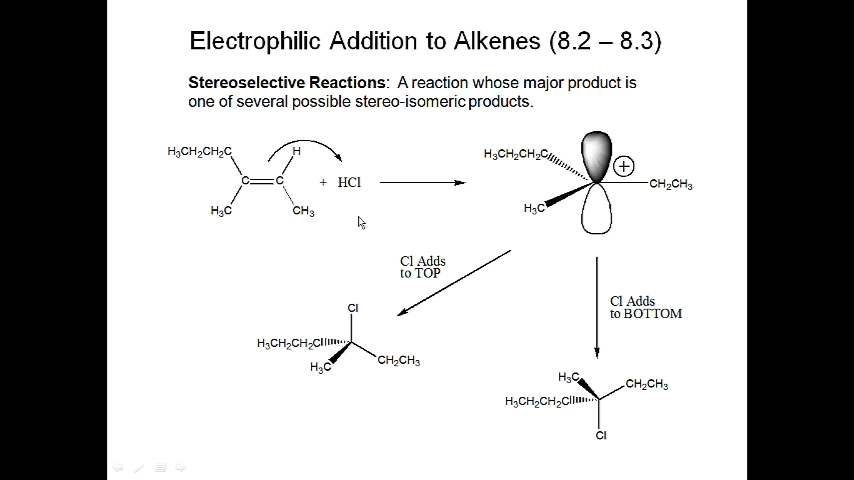 Electrophilic Addition to Alkenes (8.2 – 8.3)
Stereoselective Reactions: A reaction whose major product is
one of several possible stereo-isomeric products.
H₃CH₂CH₂C
H
C
C
H₃C
CH₃
+ HCl
H₃CH₂CH₂C
+
CH₂CH₃
H₃C
Cl Adds
to TOP
Cl Adds
to BOTTOM
Cl
H₃CH₂CH₂C
H₃C
CH₂CH₃
H₃C
CH₂CH₃
H₃CH₂CH₂C
Cl